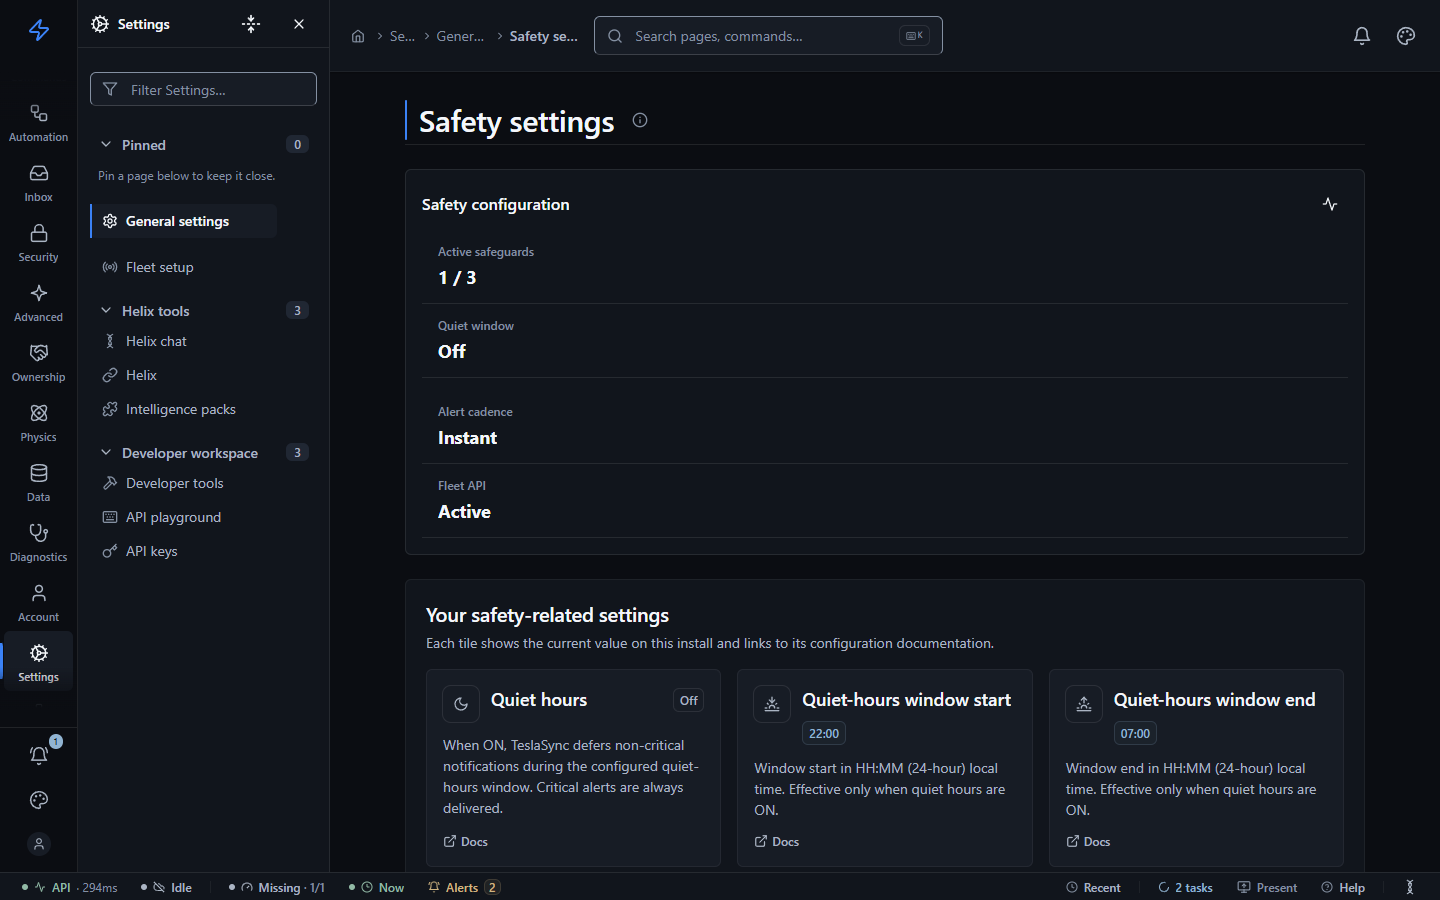 Settings
Se...
Gener...
Safety se...
Search pages, commands...
K
Automation
Inbox
Security
Advanced
Ownership
Physics
Data
Diagnostics
Account
Settings
1
Filter Settings...
Pinned
0
Pin a page below to keep it close.
General settings
Fleet setup
Helix tools
3
Helix chat
Helix
Intelligence packs
Developer workspace
3
Developer tools
API playground
API keys
Safety settings
Safety configuration
Active safeguards
1 / 3
Quiet window
Off
Alert cadence
Instant
Fleet API
Active
Your safety-related settings
Each tile shows the current value on this install and links to its configuration documentation.
Quiet hours
Off
When ON, TeslaSync defers non-critical
notifications during the configured quiet-
hours window. Critical alerts are always
delivered.
Docs
Quiet-hours window start
22:00
Window start in HH:MM (24-hour) local
time. Effective only when quiet hours are
ON.
Docs
Quiet-hours window end
07:00
Window end in HH:MM (24-hour) local
time. Effective only when quiet hours are
ON.
Docs
API · 294ms
Idle
Missing · 1/1
Now
Alerts 2
Recent
2 tasks
Present
Help